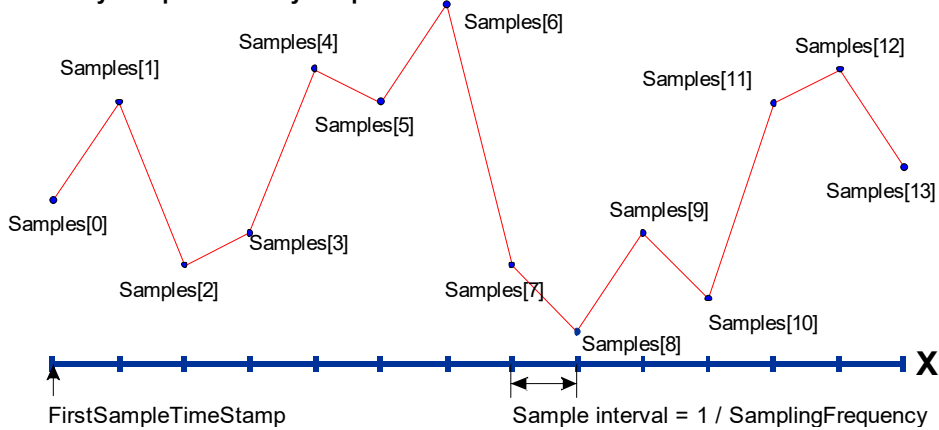 Samples[6]
Samples[4]
Samples[12]
Samples[1]
Samples[11]
Samples[5]
Samples[13]
Samples[9]
Samples[0]
Samples[3]
Samples[2]
Samples[7]
Samples[10]
Samples[8]
X
FirstSampleTimeStamp
Sample interval = 1 / SamplingFrequency